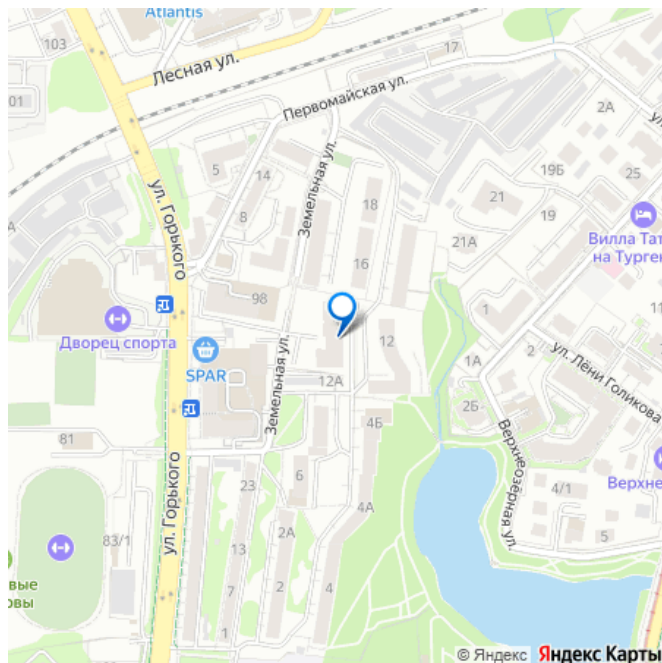 Atlantis
103
Лесная ул.
17
01
Первомайская ул.
2А
5
14
Земельная ул.
19Б
25
18
21
ул. Горького
8
19
21А
Вилла Тат
на Турген
16
98
1
Дворец спорта
SPAR
12
1А
2
ул. Лёни Голикова
12А
Земельная ул.
2Б
4Б
81
Верхнеозёрная ул.
Верхне
ул. Горького
23
6
4/1
4А
83/1
13
2А
5
вые
овы
7
2
4
1
© Яндекс Яндекс Карты